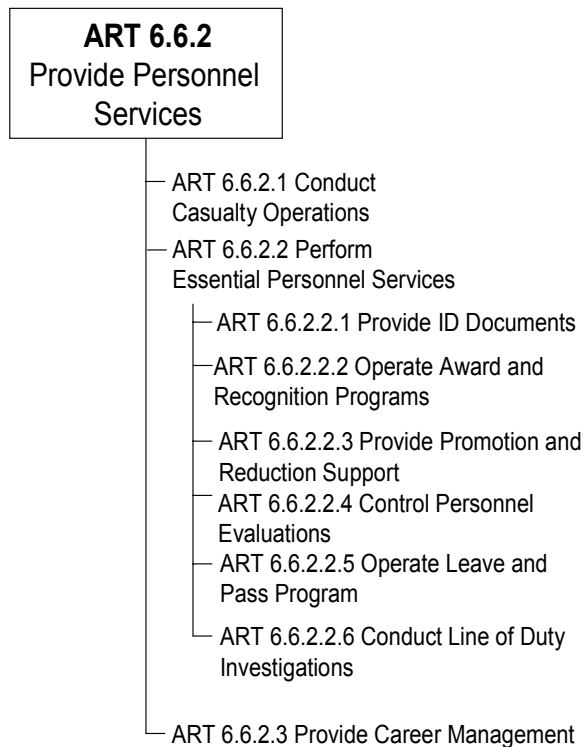 ART 6.6.2
Provide Personnel
Services
ART 6.6.2.1 Conduct
Casualty Operations
ART 6.6.2.2 Perform
Essential Personnel Services
ART 6.6.2.2.1 Provide ID Documents
ART 6.6.2.2.2 Operate Award and
Recognition Programs
ART 6.6.2.2.3 Provide Promotion and
Reduction Support
ART 6.6.2.2.4 Control Personnel
Evaluations
ART 6.6.2.2.5 Operate Leave and
Pass Program
ART 6.6.2.2.6 Conduct Line of Duty
Investigations
ART 6.6.2.3 Provide Career Management